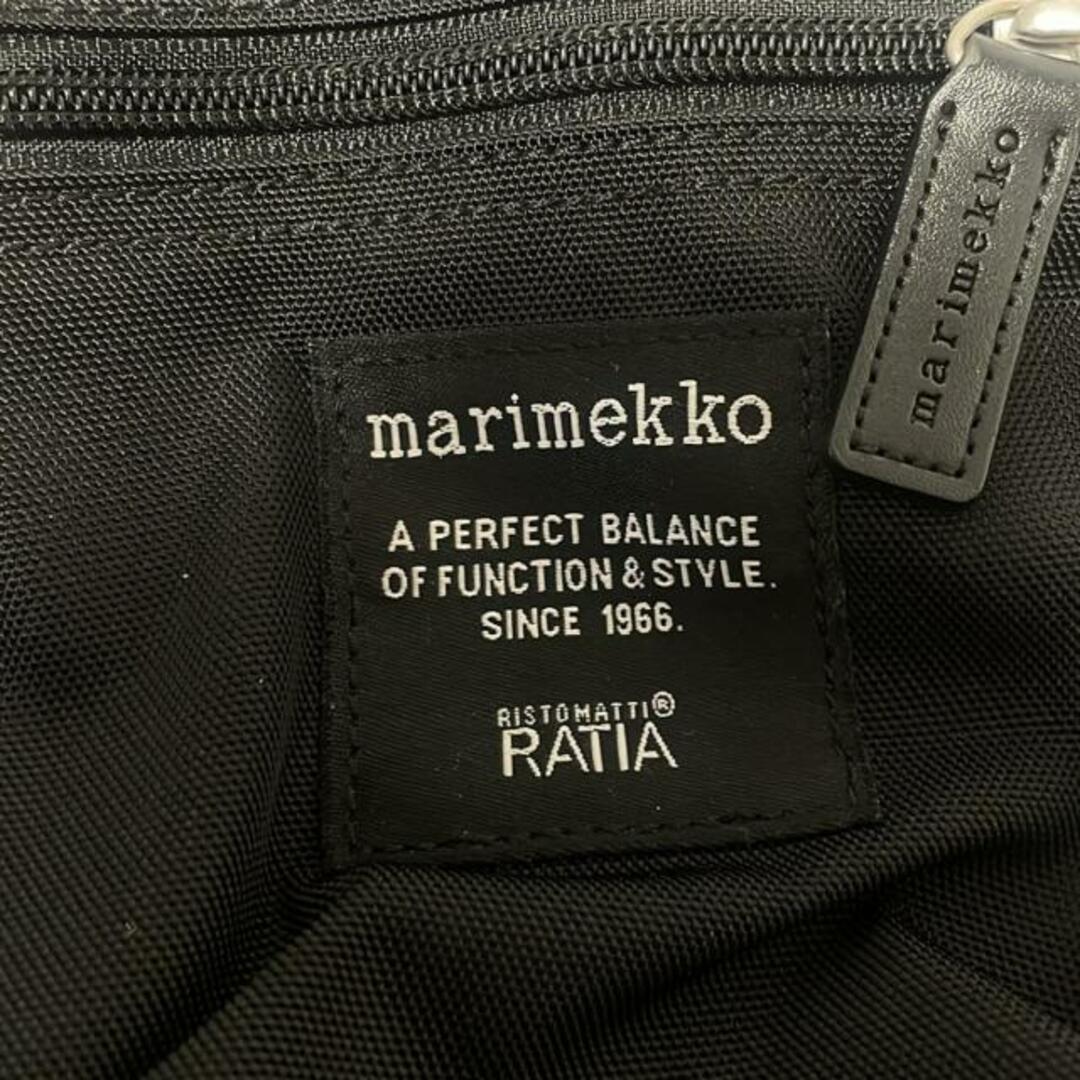 marimekko
marimekko
A PERFECT BALANCE
OF FUNCTION & STYLE.
SINCE 1966.
RISTOMATTI®
RATIA